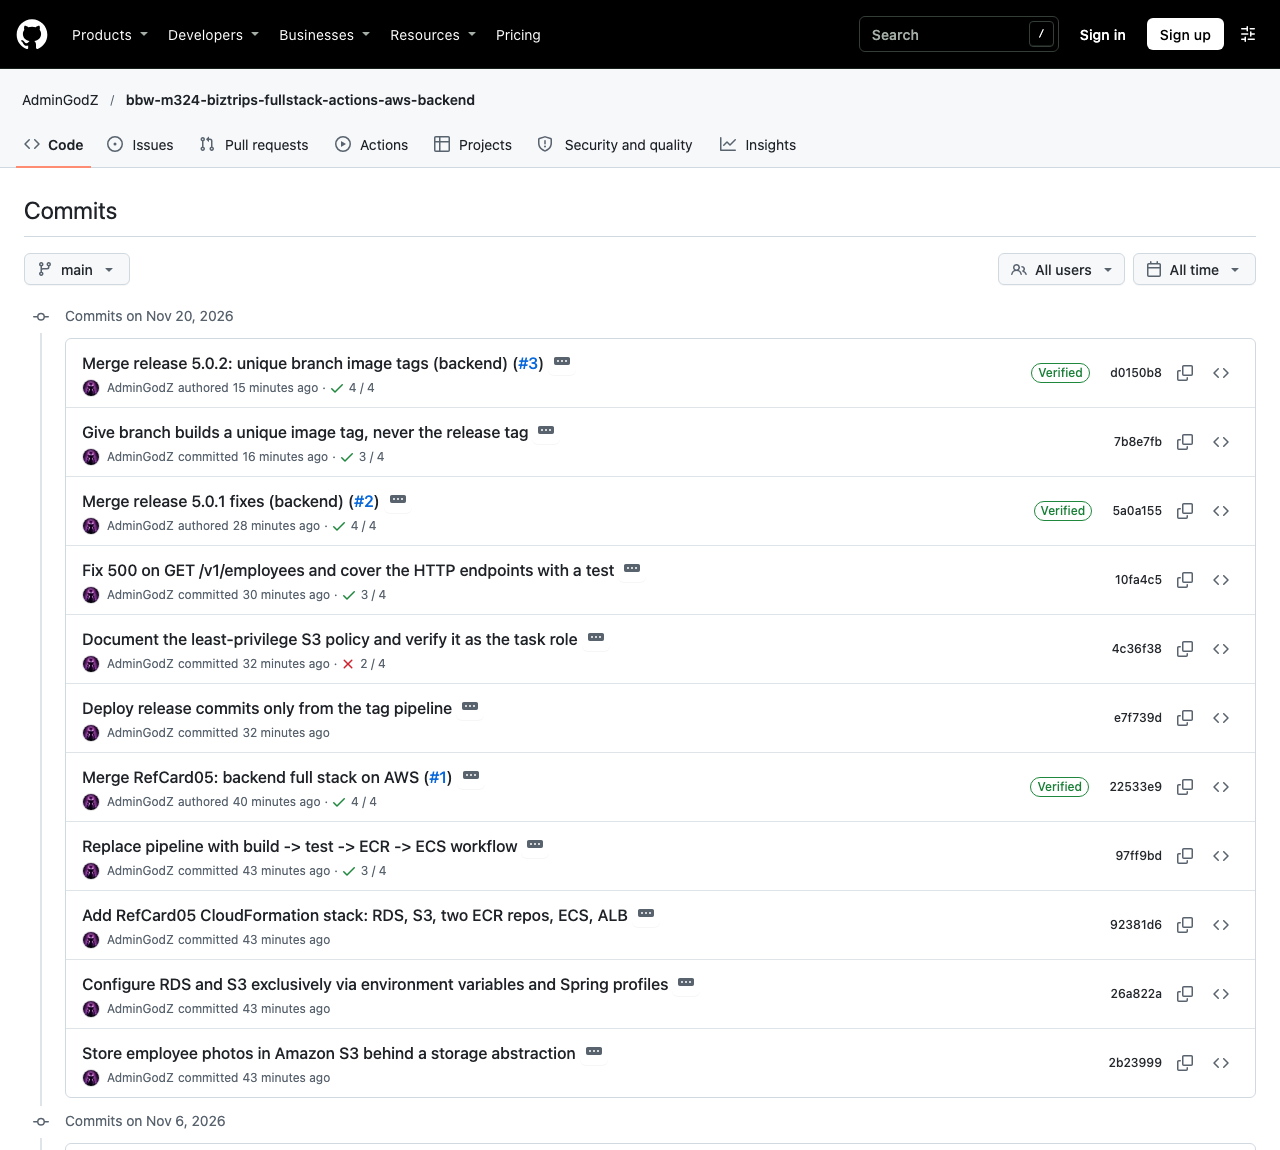 Products Developers Businesses Resources Pricing Search / Sign in Sign up
AdminGodZ / bbw-m324-biztrips-fullstack-actions-aws-backend
Code Issues Pull requests Actions Projects Security and quality Insights
Commits
main All users All time
Commits on Nov 20, 2026
Merge release 5.0.2: unique branch image tags (backend) (#3)
AdminGodZ authored 15 minutes ago · 4 / 4
Verified d0150b8
Give branch builds a unique image tag, never the release tag
AdminGodZ committed 16 minutes ago · 3 / 4
7b8e7fb
Merge release 5.0.1 fixes (backend) (#2)
AdminGodZ authored 28 minutes ago · 4 / 4
Verified 5a0a155
Fix 500 on GET /v1/employees and cover the HTTP endpoints with a test
AdminGodZ committed 30 minutes ago · 3 / 4
10fa4c5
Document the least-privilege S3 policy and verify it as the task role
AdminGodZ committed 32 minutes ago · 2 / 4
4c36f38
Deploy release commits only from the tag pipeline
AdminGodZ committed 32 minutes ago
e7f739d
Merge RefCard05: backend full stack on AWS (#1)
AdminGodZ authored 40 minutes ago · 4 / 4
Verified 22533e9
Replace pipeline with build -> test -> ECR -> ECS workflow
AdminGodZ committed 43 minutes ago · 3 / 4
97ff9bd
Add RefCard05 CloudFormation stack: RDS, S3, two ECR repos, ECS, ALB
AdminGodZ committed 43 minutes ago
92381d6
Configure RDS and S3 exclusively via environment variables and Spring profiles
AdminGodZ committed 43 minutes ago
26a822a
Store employee photos in Amazon S3 behind a storage abstraction
AdminGodZ committed 43 minutes ago
2b23999
Commits on Nov 6, 2026